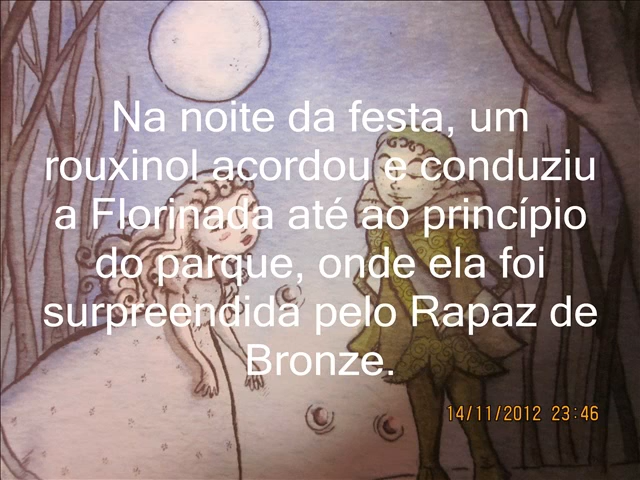 Na noite da festa, um
rouxinol acordou e conduziu
a Florinada até ao princípio
do parque, onde ela foi
surpreendida pelo Rapaz de
Bronze.
14/11/2012 23:46